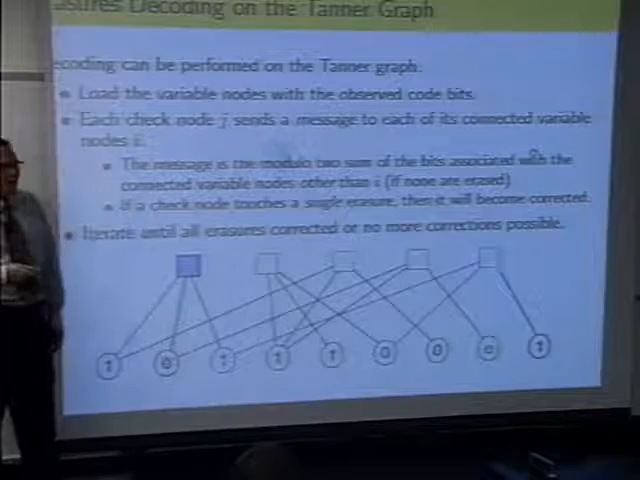 asures Decoding on the Tanner Graph
ecoding can be performed on the Tanner graph.
Load the variable nodes with the observed code bits.
Each check node j sends a message to each of its connected variable
nodes i.
The message is the modulo two sum of the bits associated with the
connected variable nodes other than i (if none are erased)
If a check node touches a single erasure, then it will become corrected.
Iterate until all erasures corrected or no more corrections possible.
1 0 1 1 1 0 0 1